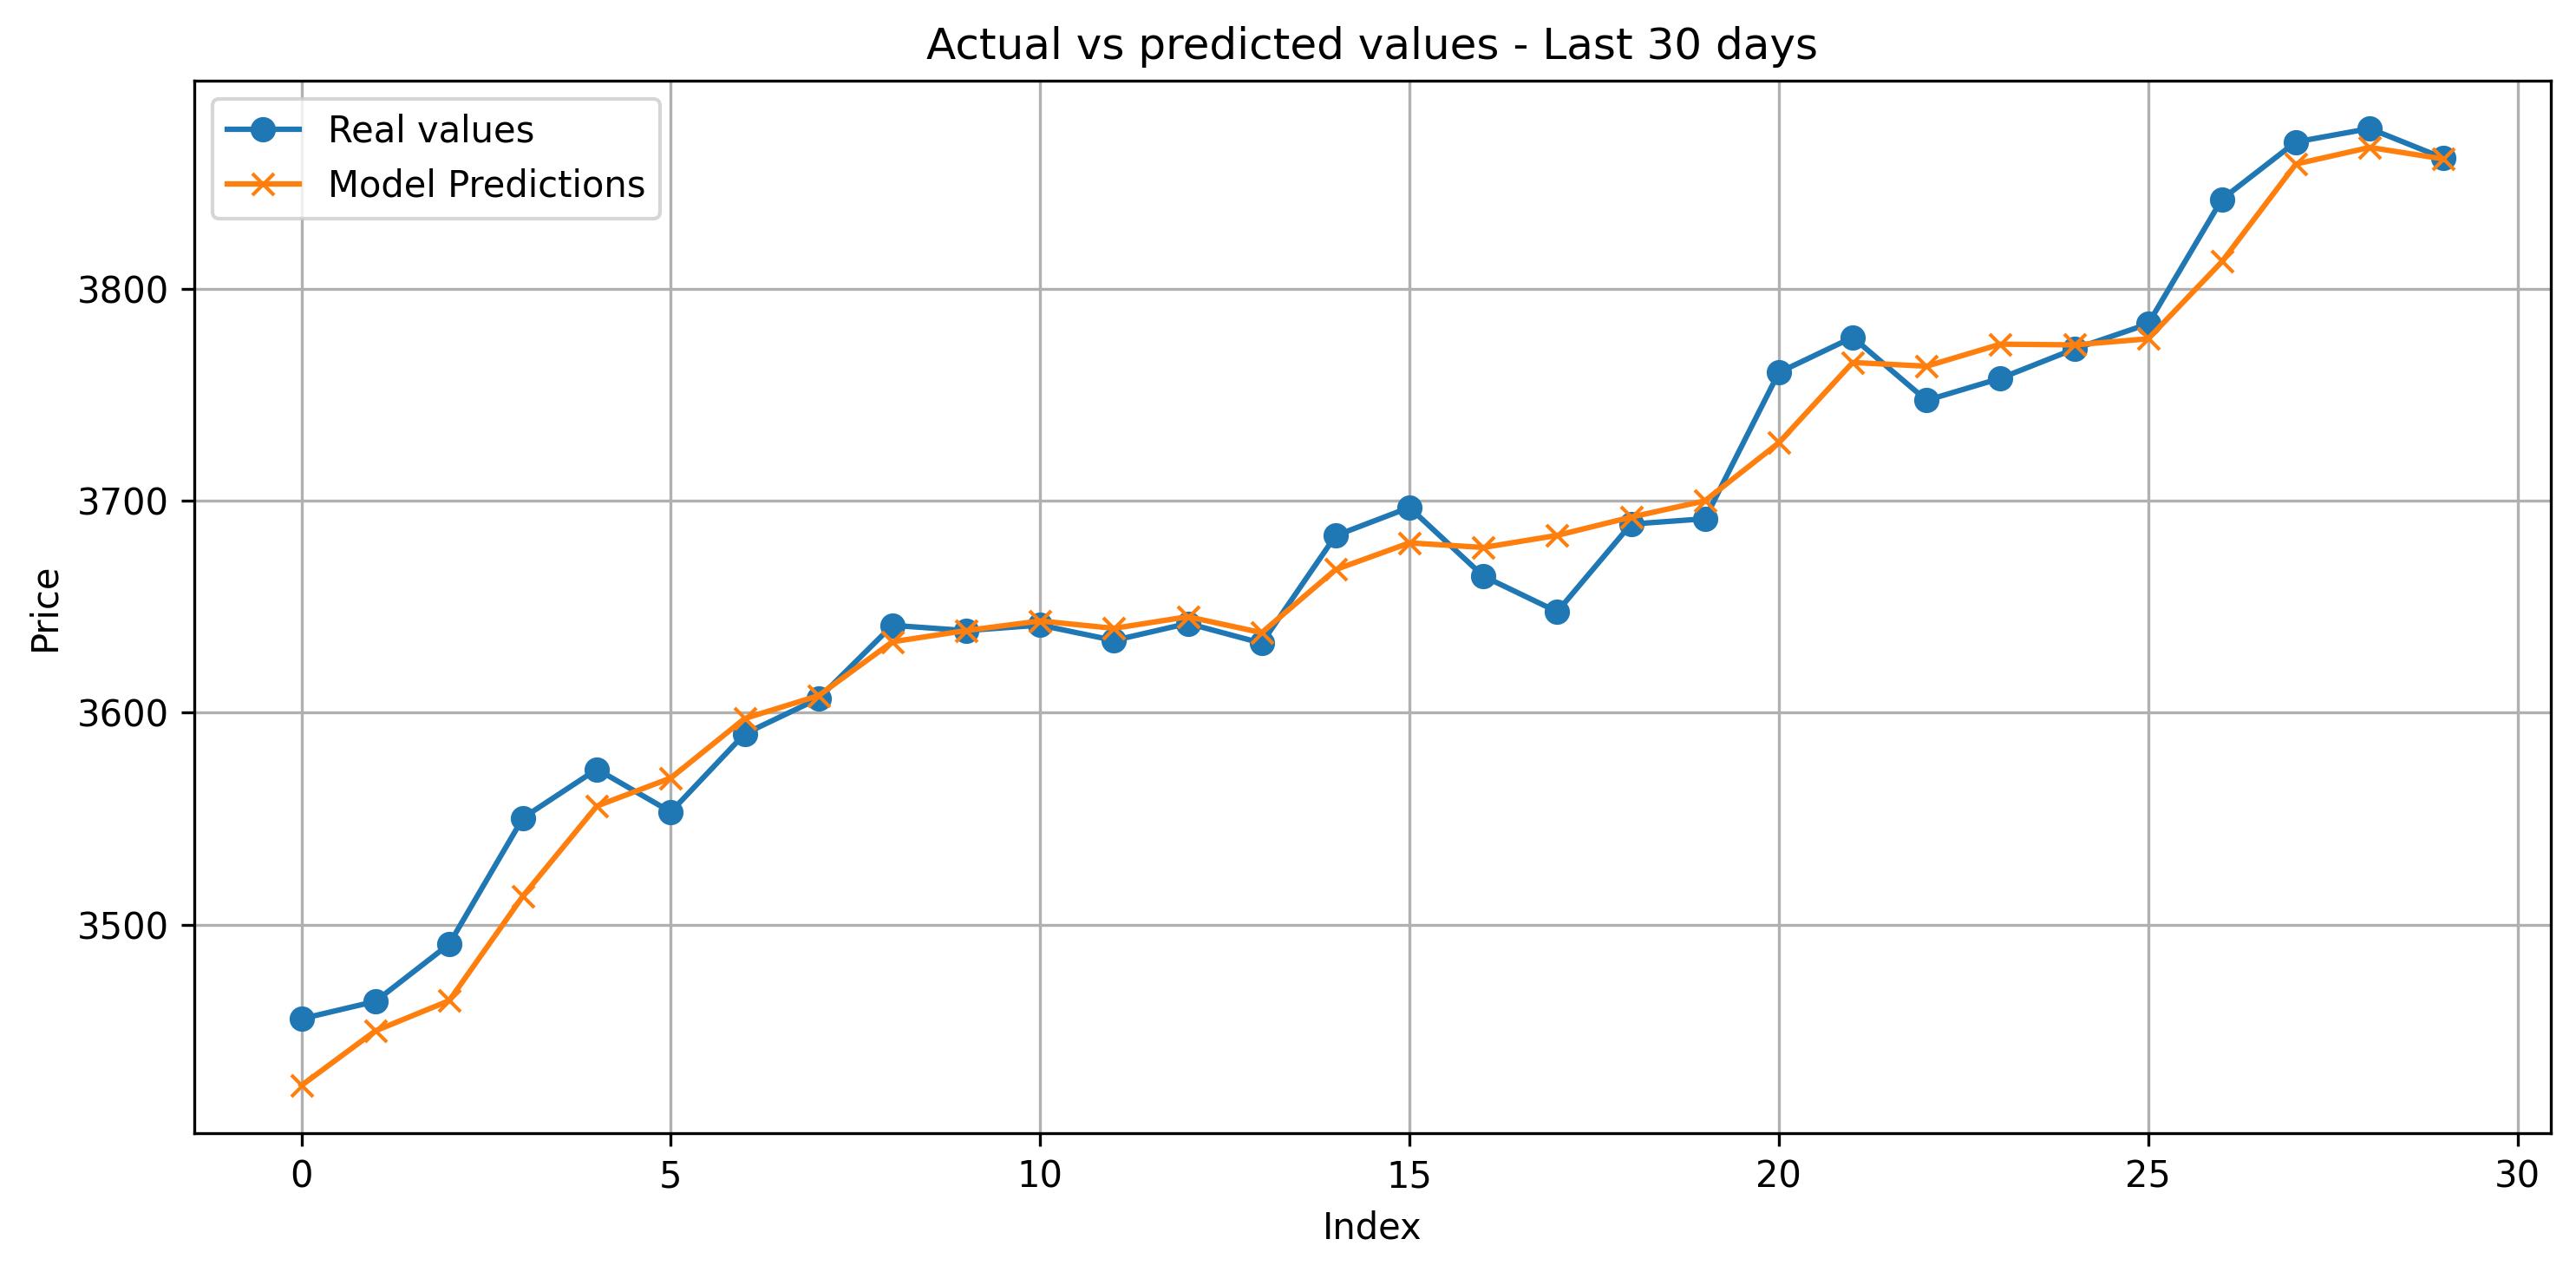 Actual vs predicted values - Last 30 days
Real values
Model Predictions
3800
3700
3600
3500
Price
0 5 10 15 20 25 30
Index